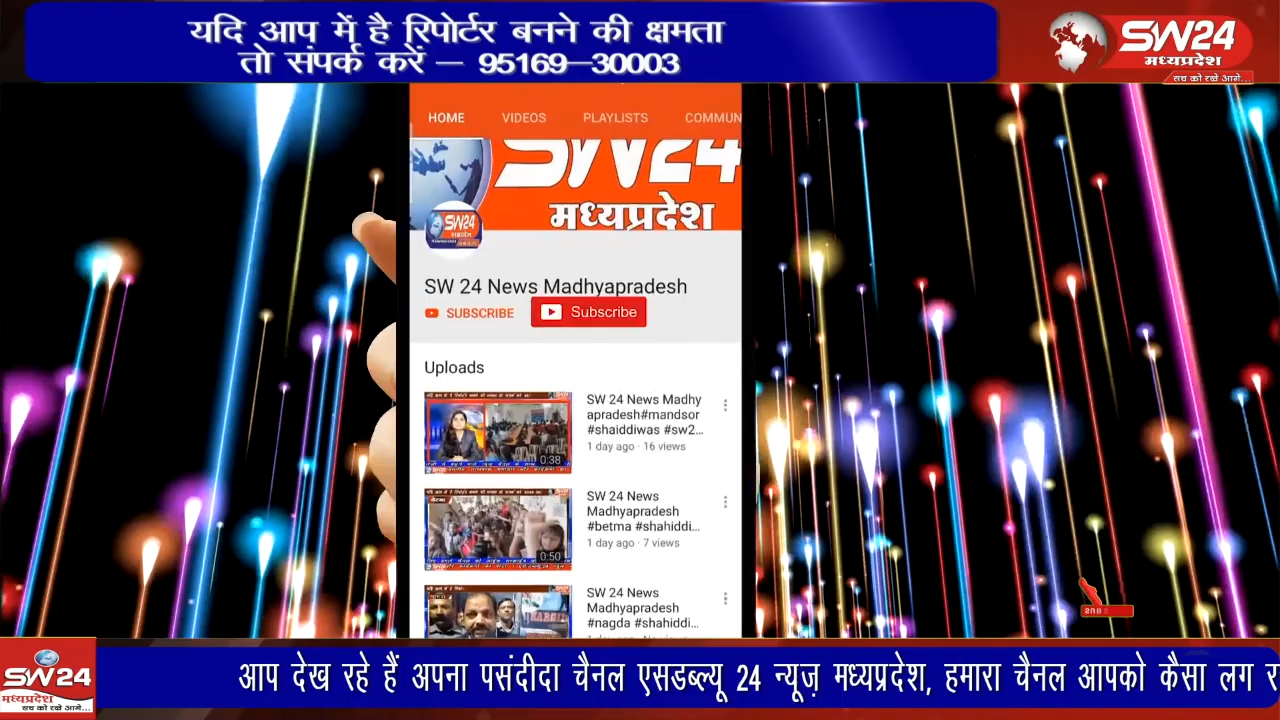 यदि आप में है रिपोर्टर बनने की क्षमता
तो संपर्क करें – 95169–30003
SW24
मध्यप्रदेश
सच को रखे आगे...
HOME VIDEOS PLAYLISTS COMMUN
SW24
मध्यप्रदेश
SW24
SW 24 News Madhyapradesh
SUBSCRIBE Subscribe
Uploads
SW 24 News Madhy
apradesh#mandsor
#shaiddiwas #sw2...
1 day ago · 16 views
0:38
SW 24 News
Madhyapradesh
#betma #shahiddi...
1 day ago · 7 views
0:50
SW 24 News
Madhyapradesh
#nagda #shahiddi...
SW24
मध्यप्रदेश
सच को रखे आगे...
आप देख रहे हैं अपना पसंदीदा चैनल एसडब्ल्यू 24 न्यूज़ मध्यप्रदेश, हमारा चैनल आपको कैसा लग र